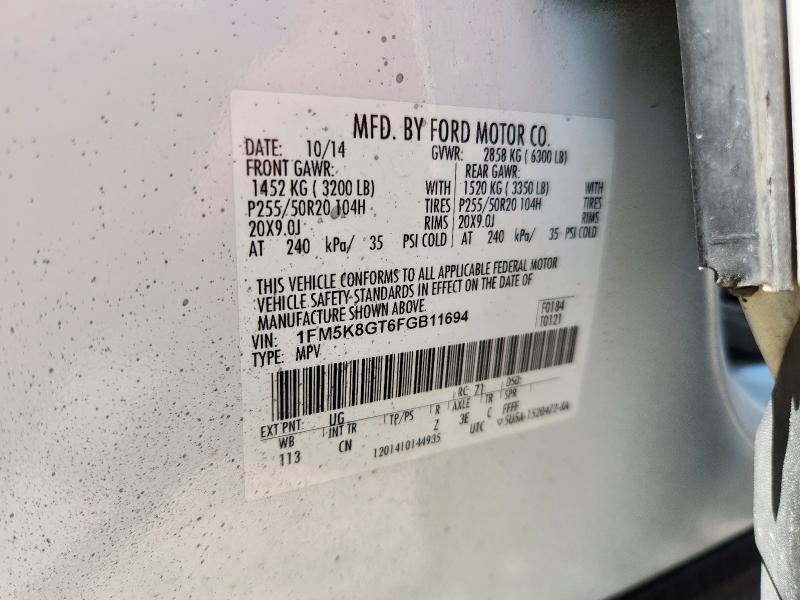 MFD. BY FORD MOTOR CO.
DATE: 10/14 GVWR: 2858 KG ( 6300 LB)
FRONT GAWR: REAR GAWR:
1452 KG ( 3200 LB) WITH 1520 KG ( 3350 LB) WITH
P255/50R20 104H TIRES P255/50R20 104H TIRES
20X9.0J RIMS 20X9.0J RIMS
AT 240 kPa/ 35 PSI COLD AT 240 kPa/ 35 PSI COLD
THIS VEHICLE CONFORMS TO ALL APPLICABLE FEDERAL MOTOR
VEHICLE SAFETY STANDARDS IN EFFECT ON THE DATE OF
MANUFACTURE SHOWN ABOVE. F0184
VIN: 1FM5K8GT6FGB11694 T0121
TYPE: MPV
RC: 71 DSO:
EXT PNT: UG
WB INT TR TP/PS R AXLE TR SPR
113 CN Z 3E C FFFF
1201410144935 UTC ▽5USA-1520472-0A